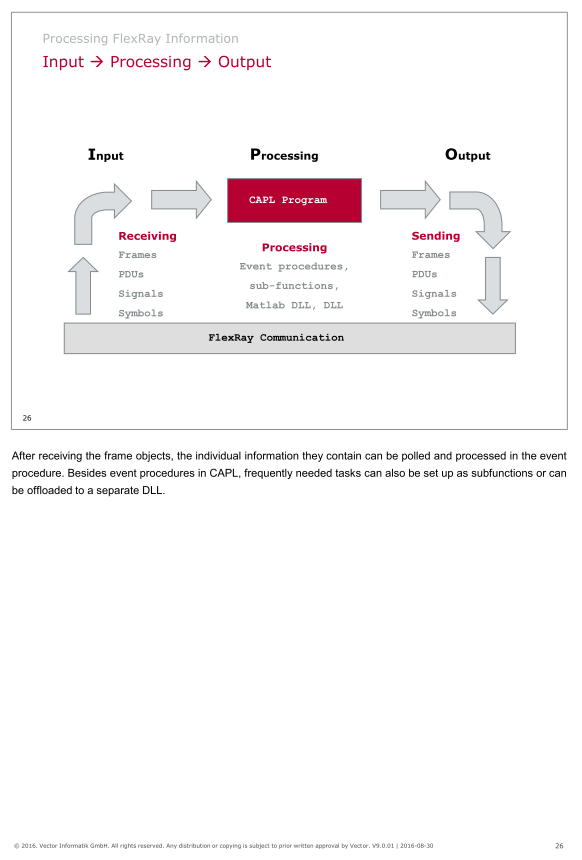 Processing FlexRay Information
Input → Processing → Output
Input
Processing
Output
CAPL Program
Receiving
Frames
PDUs
Signals
Symbols
Processing
Event procedures,
sub-functions,
Matlab DLL, DLL
Sending
Frames
PDUs
Signals
Symbols
FlexRay Communication
26
After receiving the frame objects, the individual information they contain can be polled and processed in the event
procedure. Besides event procedures in CAPL, frequently needed tasks can also be set up as subfunctions or can
be offloaded to a separate DLL.
© 2016. Vector Informatik GmbH. All rights reserved. Any distribution or copying is subject to prior written approval by Vector. V9.0.01 | 2016-08-30
26